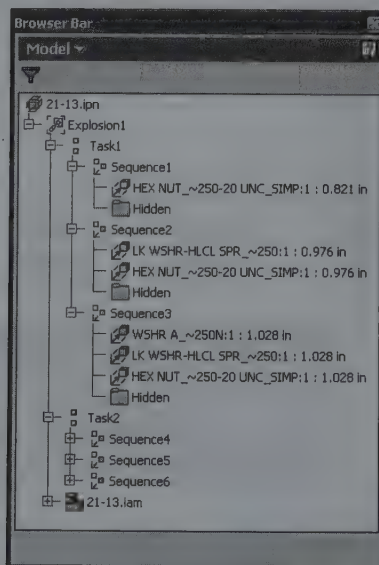 Browser Bar
Model
21-13.ipn
Explosion1
Task1
Sequence1
HEX NUT_~250-20 UNC_SIMP:1 : 0.821 in
Hidden
Sequence2
LK WSHR-HLCL SPR_~250:1 : 0.976 in
HEX NUT_~250-20 UNC_SIMP:1 : 0.976 in
Hidden
Sequence3
WSHR A_~250N:1 : 1.028 in
LK WSHR-HLCL SPR_~250:1 : 1.028 in
HEX NUT_~250-20 UNC_SIMP:1 : 1.028 in
Hidden
Task2
Sequence4
Sequence5
Sequence6
21-13.iam